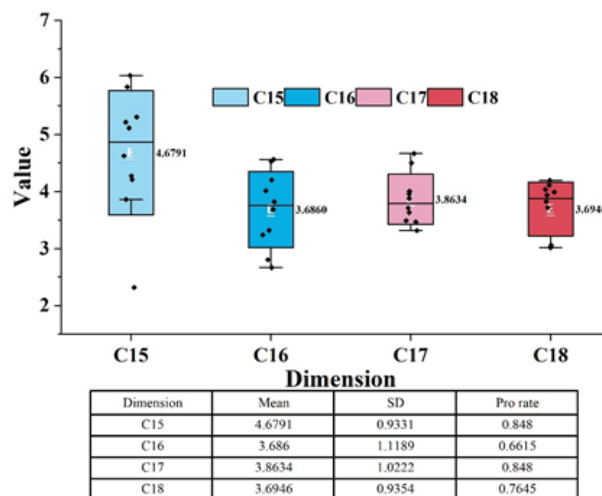 7
6
5
4
3
2
Value
C15 C16 C17 C18
4.6791
3.6860
3.8634
3.694
C15 C16 C17 C18
Dimension
Dimension Mean SD Pro rate
C15 4.6791 0.9331 0.848
C16 3.686 1.1189 0.6615
C17 3.8634 1.0222 0.848
C18 3.6946 0.9354 0.7645